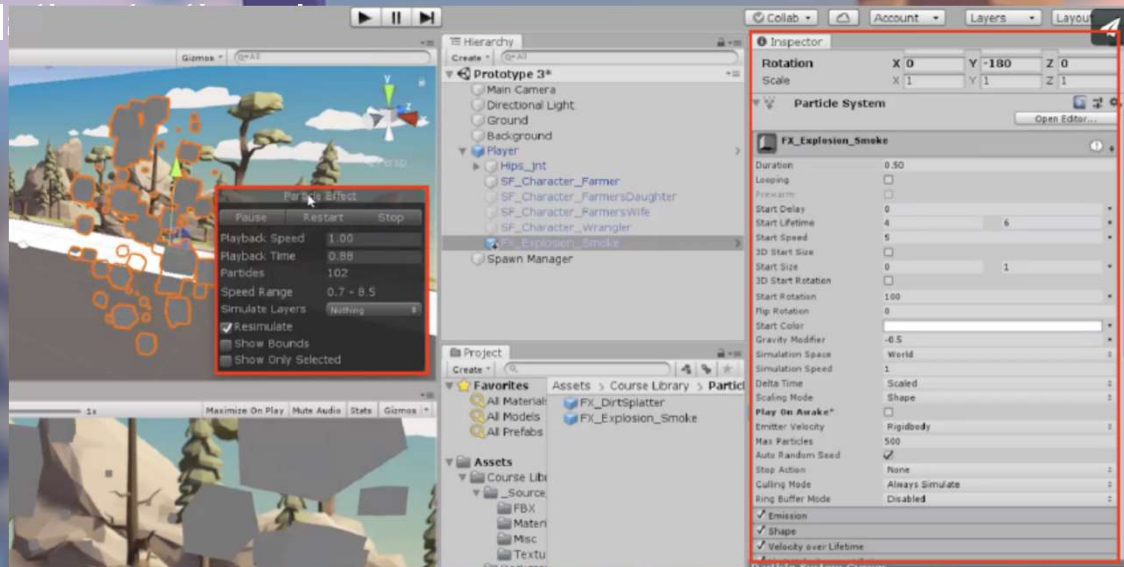 Collab
Account
Layers
Layou
Gizmos
All
Persp
Particle Effect
Pause Restart Stop
Playback Speed 1.00
Playback Time 0.88
Particles 102
Speed Range 0.7 - 8.5
Simulate Layers Nothing
Resimulate
Show Bounds
Show Only Selected
1x Maximize On Play Mute Audio Stats Gizmos
Hierarchy
Create All
Prototype 3*
Main Camera
Directional Light
Ground
Background
Player
Hips_jnt
SF_Character_Farmer
SF_Character_FarmersDaughter
SF_Character_FarmersWife
SF_Character_Wrangler
FX_Explosion_Smoke
Spawn Manager
Project
Create
Favorites
All Material
All Models
All Prefabs
Assets
Course Lib
_Source
FBX
Materi
Misc
Textu
Assets > Course Library > Particl
FX_DirtSplatter
FX_Explosion_Smoke
Inspector
Rotation X 0 Y -180 Z 0
Scale X 1 Y 1 Z 1
Particle System
Open Editor...
FX_Explosion_Smoke
Duration 0.50
Looping
Prewarm
Start Delay 0
Start Lifetime 4 6
Start Speed 5
3D Start Size
Start Size 0 1
3D Start Rotation
Start Rotation 100
Flip Rotation 0
Start Color
Gravity Modifier -0.5
Simulation Space World
Simulation Speed 1
Delta Time Scaled
Scaling Mode Shape
Play On Awake*
Emitter Velocity Rigidbody
Max Particles 500
Auto Random Seed
Stop Action None
Culling Mode Always Simulate
Ring Buffer Mode Disabled
Emission
Shape
Velocity over Lifetime